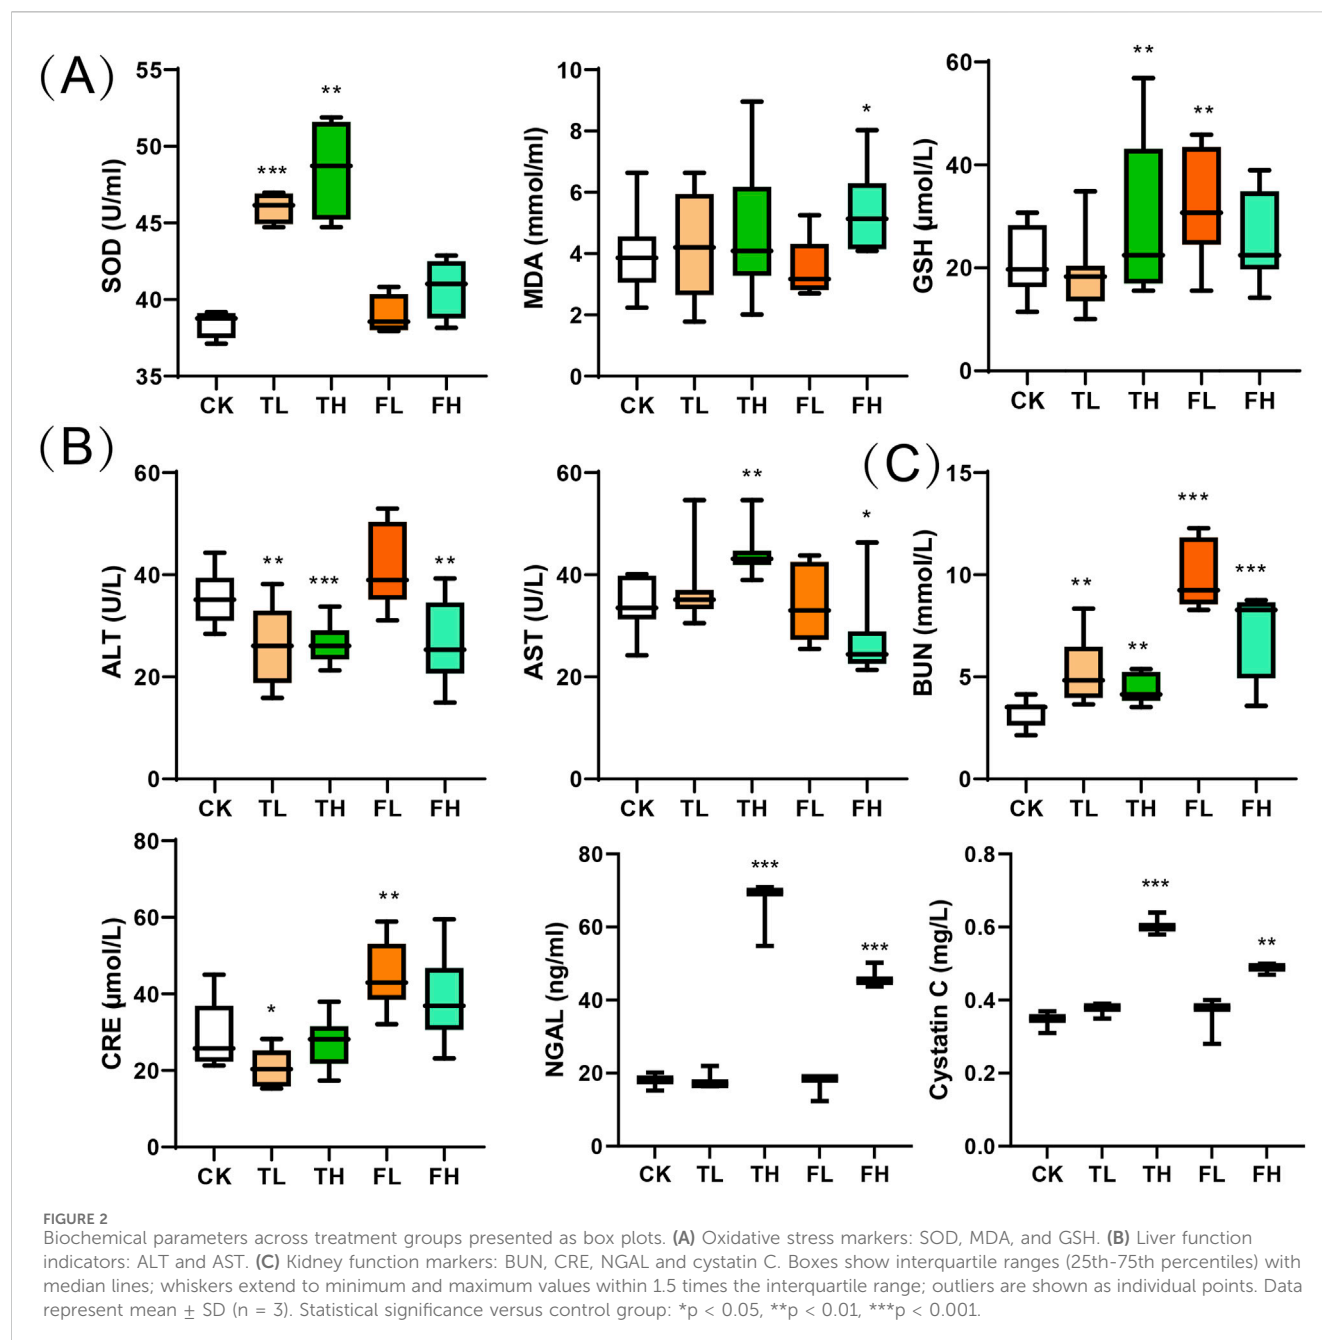 (A)
SOD (U/ml)
55
50
45
40
35
***
**
CK TL TH FL FH
MDA (nmol/ml)
10
8
6
4
2
0
*
CK TL TH FL FH
GSH (µmol/L)
60
40
20
0
**
**
CK TL TH FL FH
(B)
ALT (U/L)
60
40
20
0
**
***
**
CK TL TH FL FH
AST (U/L)
60
40
20
0
**
*
CK TL TH FL FH
(C)
BUN (mmol/L)
15
10
5
0
**
**
***
***
CK TL TH FL FH
CRE (µmol/L)
80
60
40
20
0
*
**
CK TL TH FL FH
NGAL (ng/ml)
80
60
40
20
0
***
***
CK TL TH FL FH
Cystatin C (mg/L)
0.8
0.6
0.4
0.2
0.0
***
**
CK TL TH FL FH
FIGURE 2
Biochemical parameters across treatment groups presented as box plots. (A) Oxidative stress markers: SOD, MDA, and GSH. (B) Liver function
indicators: ALT and AST. (C) Kidney function markers: BUN, CRE, NGAL and cystatin C. Boxes show interquartile ranges (25th-75th percentiles) with
median lines; whiskers extend to minimum and maximum values within 1.5 times the interquartile range; outliers are shown as individual points. Data
represent mean ± SD (n = 3). Statistical significance versus control group: *p < 0.05, **p < 0.01, ***p < 0.001.